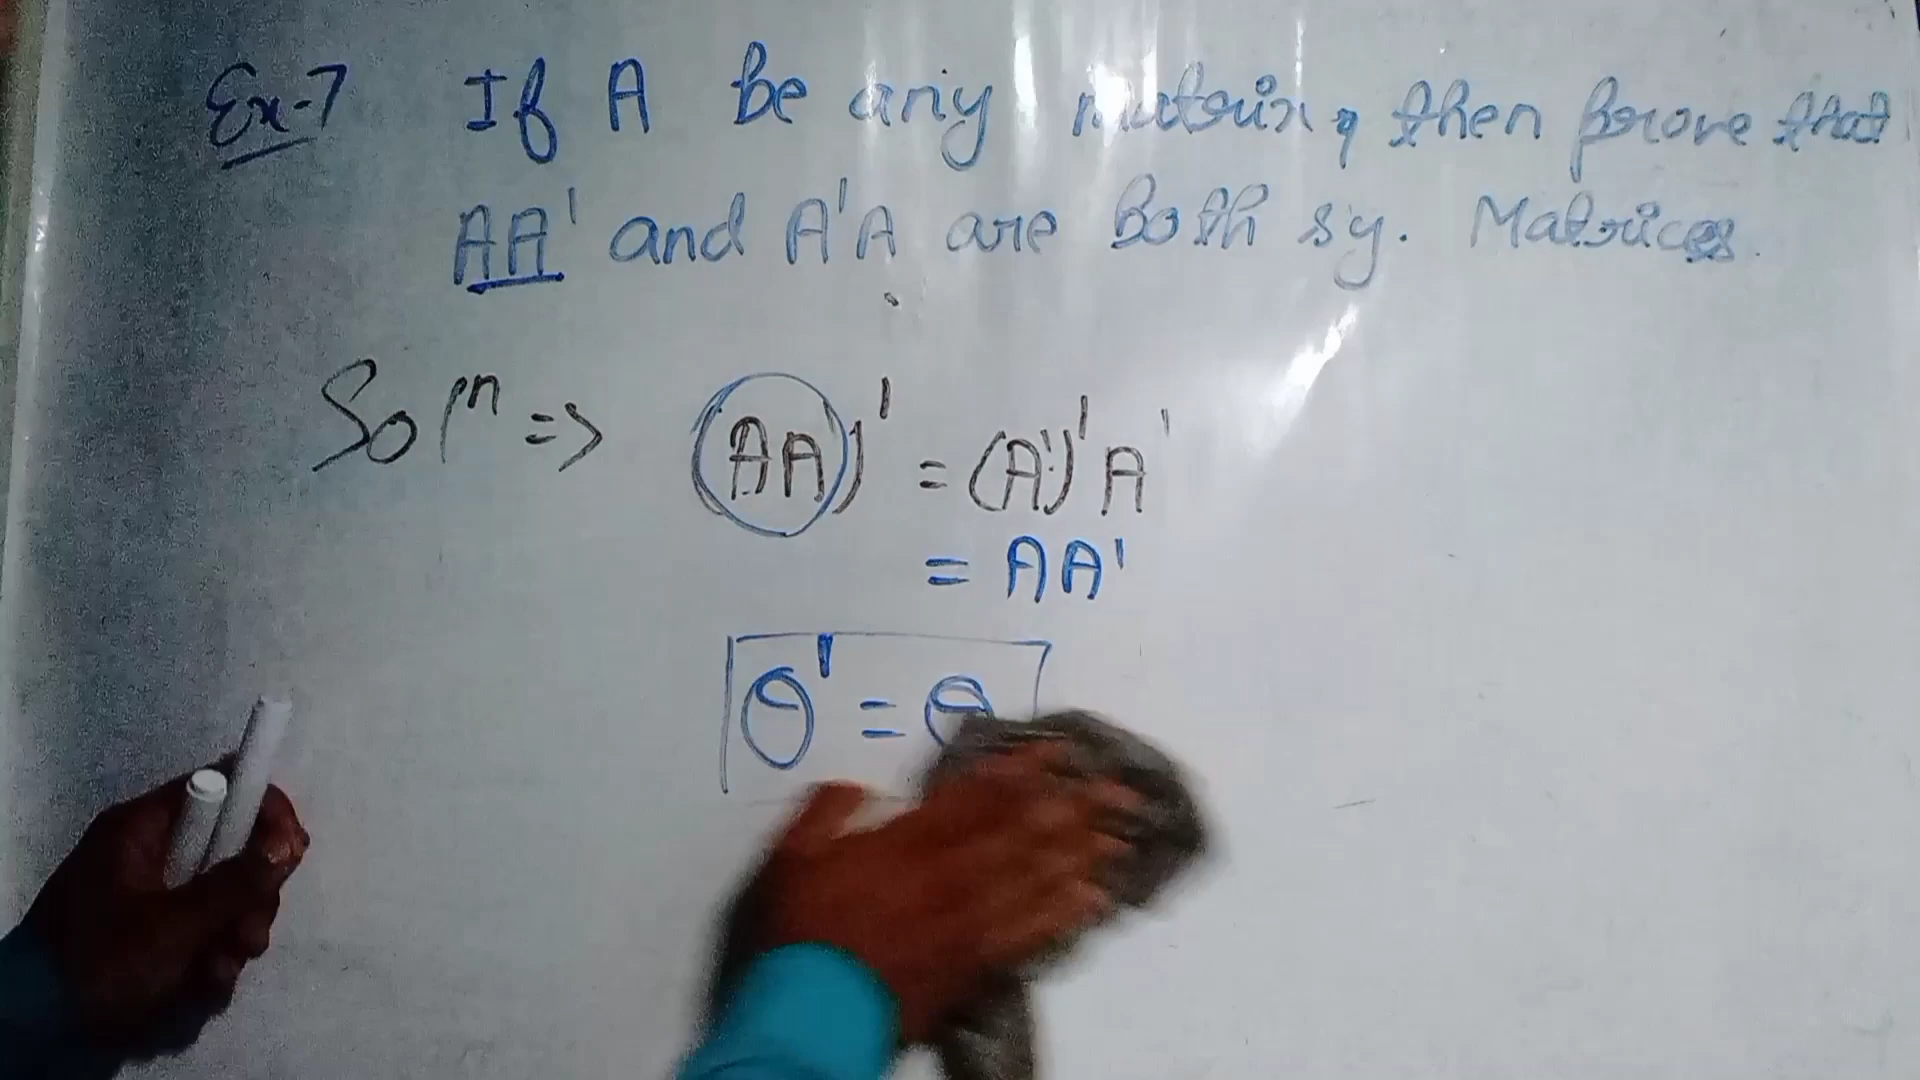 Ex-7 If A be any matrix, then prove that
AA' and A'A are both sy. Matrices.
Solⁿ => (AA')' = (A')'A'
= AA'
θ' = θ